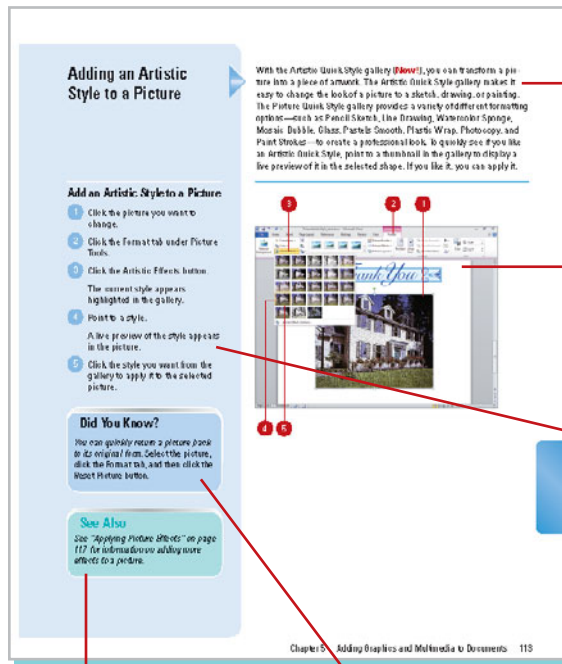 Adding an Artistic
Style to a Picture
With the Artistic Quick Style gallery (New!), you can transform a pic-
ture into a piece of artwork. The Artistic Quick Style gallery makes it
easy to change the look of a picture to a sketch, drawing, or painting.
The Picture Quick Style gallery provides a variety of different formatting
options—such as Pencil Sketch, Line Drawing, Watercolor Sponge,
Mosaic Bubble, Glass, Pastels Smooth, Plastic Wrap, Photocopy, and
Paint Strokes—to create a professional look. To quickly see if you like
an Artistic Quick Style, point to a thumbnail in the gallery to display a
live preview of it in the selected shape. If you like it, you can apply it.
Add an Artistic Style to a Picture
1 Click the picture you want to
change.
2 Click the Format tab under Picture
Tools.
3 Click the Artistic Effects button.
The current style appears
highlighted in the gallery.
4 Point to a style.
A live preview of the style appears
in the picture.
5 Click the style you want from the
gallery to apply it to the selected
picture.
3
2
1
Thank You
4
5
Did You Know?
You can quickly return a picture back
to its original form. Select the picture,
click the Format tab, and then click the
Reset Picture button.
See Also
See "Applying Picture Effects" on page
117 for information on adding more
effects to a picture.
Chapter 5 Adding Graphics and Multimedia to Documents 113